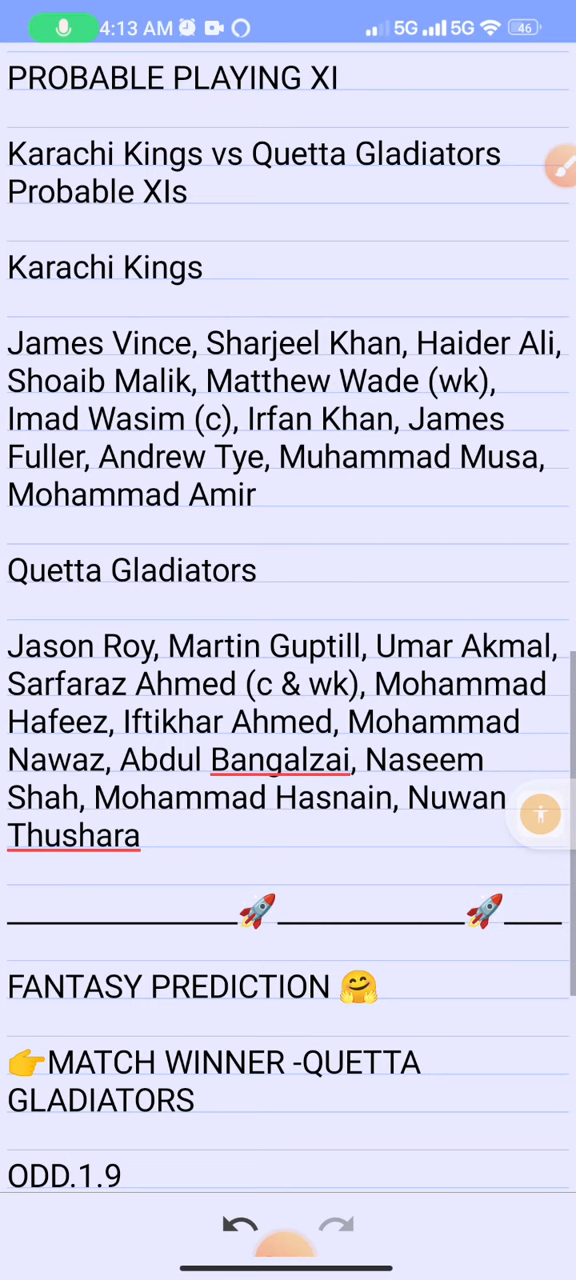 4:13 AM 5G 5G 46
PROBABLE PLAYING XI
Karachi Kings vs Quetta Gladiators
Probable XIs
Karachi Kings
James Vince, Sharjeel Khan, Haider Ali,
Shoaib Malik, Matthew Wade (wk),
Imad Wasim (c), Irfan Khan, James
Fuller, Andrew Tye, Muhammad Musa,
Mohammad Amir
Quetta Gladiators
Jason Roy, Martin Guptill, Umar Akmal,
Sarfaraz Ahmed (c & wk), Mohammad
Hafeez, Iftikhar Ahmed, Mohammad
Nawaz, Abdul Bangalzai, Naseem
Shah, Mohammad Hasnain, Nuwan
Thushara
____________🚀__________🚀___
FANTASY PREDICTION 🤗
👉MATCH WINNER -QUETTA
GLADIATORS
ODD.1.9